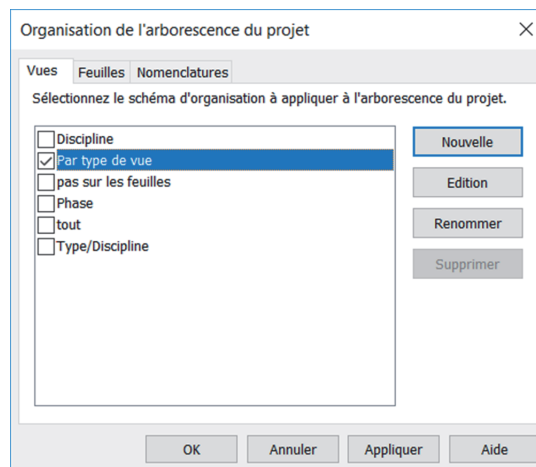 Organisation de l'arborescence du projet
Vues
Feuilles
Nomenclatures
Sélectionnez le schéma d'organisation à appliquer à l'arborescence du projet.
Discipline
Par type de vue
pas sur les feuilles
Phase
tout
Type/Discipline
Nouvelle
Edition
Renommer
Supprimer
OK
Annuler
Appliquer
Aide